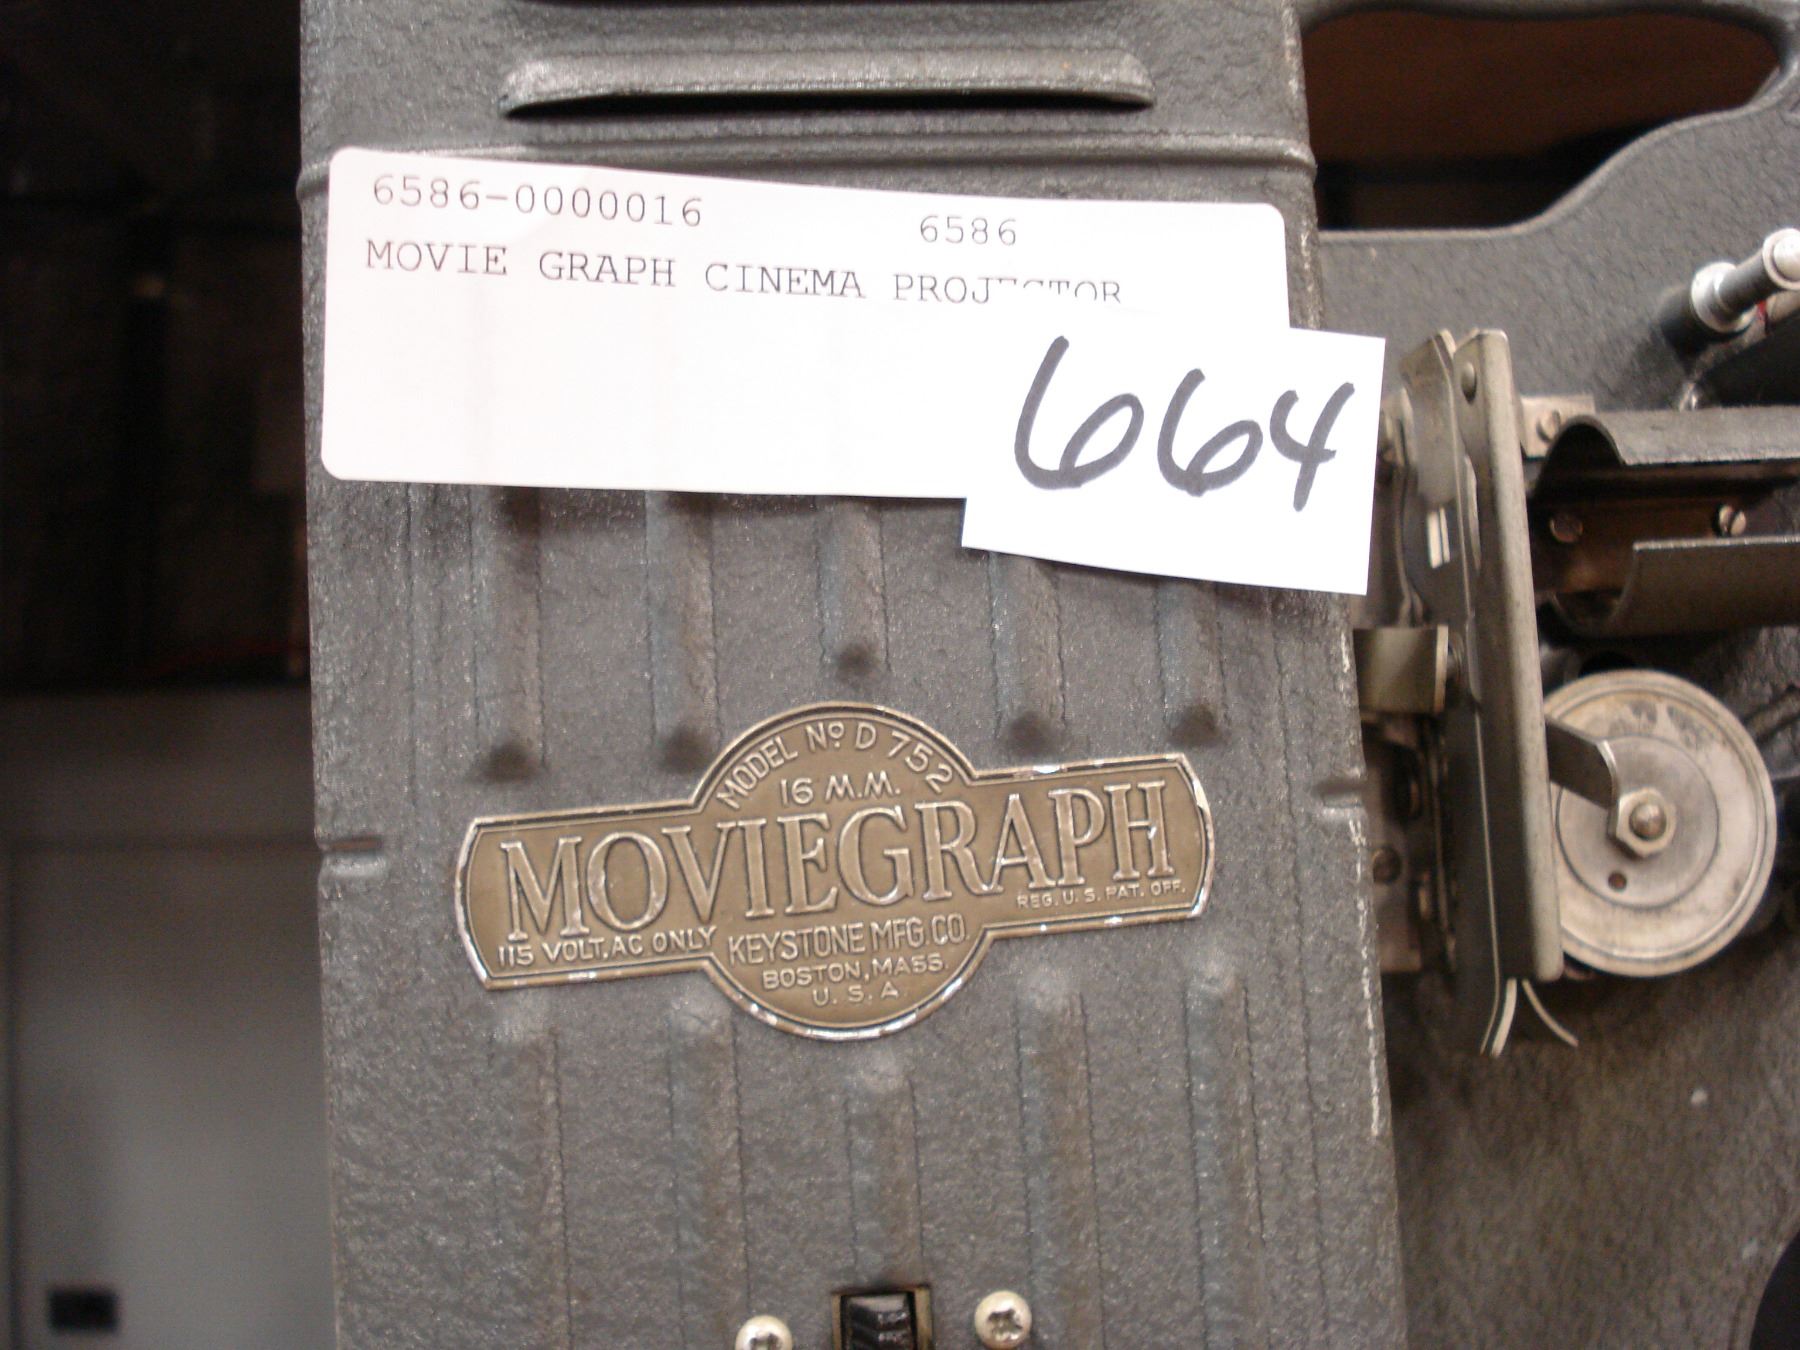 6586-0000016 6586
MOVIE GRAPH CINEMA PROJECTOR
664
MODEL Nº D 752
16 M.M.
MOVIEGRAPH
REG. U. S. PAT. OFF.
115 VOLT, AC ONLY
KEYSTONE MFG. CO.
BOSTON, MASS.
U. S. A